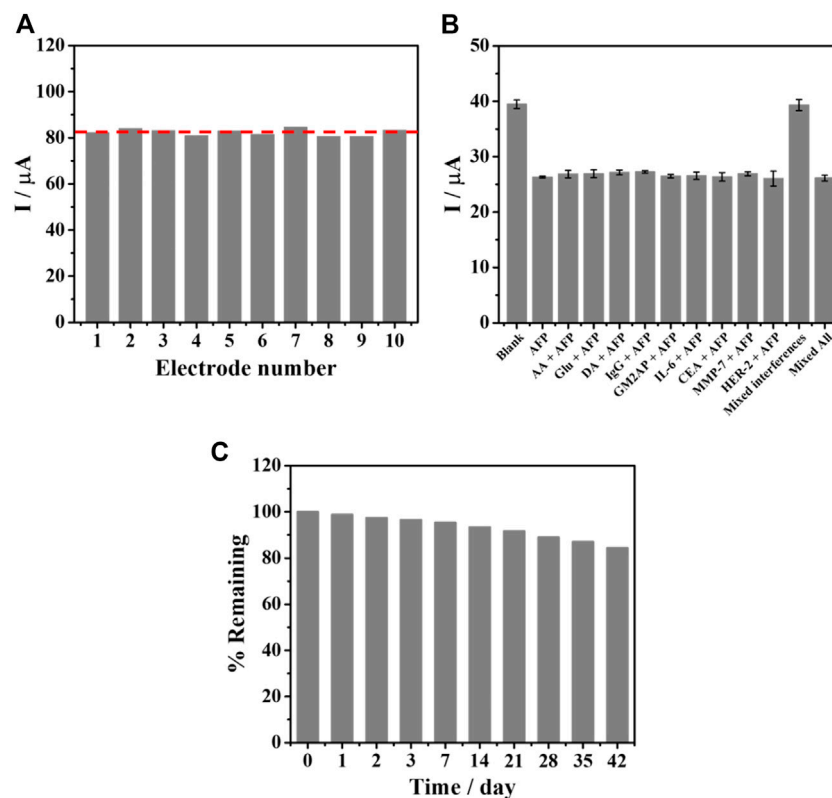 A
I / μA
120
100
80
60
40
20
0
1 2 3 4 5 6 7 8 9 10
Electrode number
B
I / μA
50
40
30
20
10
0
Blank
AFP
AA + AFP
Glu + AFP
DA + AFP
IgG + AFP
GM2AP + AFP
IL-6 + AFP
CEA + AFP
MMP-7 + AFP
HER-2 + AFP
Mixed interferences
Mixed All
C
% Remaining
120
100
80
60
40
20
0
0 1 2 3 7 14 21 28 35 42
Time / day